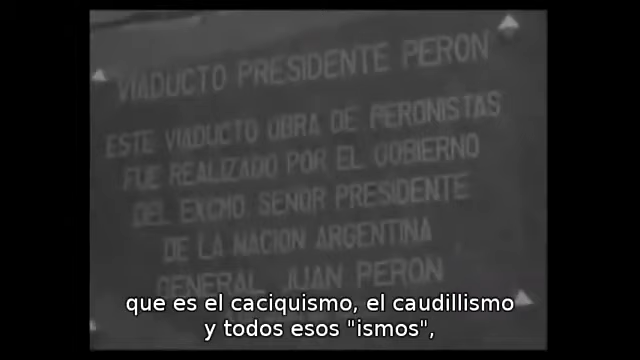 VIADUCTO PRESIDENTE PERON
ESTE VIADUCTO OBRA DE PERONISTAS
FUE REALIZADO POR EL GOBIERNO
DEL EXCMO SEÑOR PRESIDENTE
DE LA NACION ARGENTINA
GENERAL JUAN PERON
que es el caciquismo, el caudillismo
y todos esos "ismos",